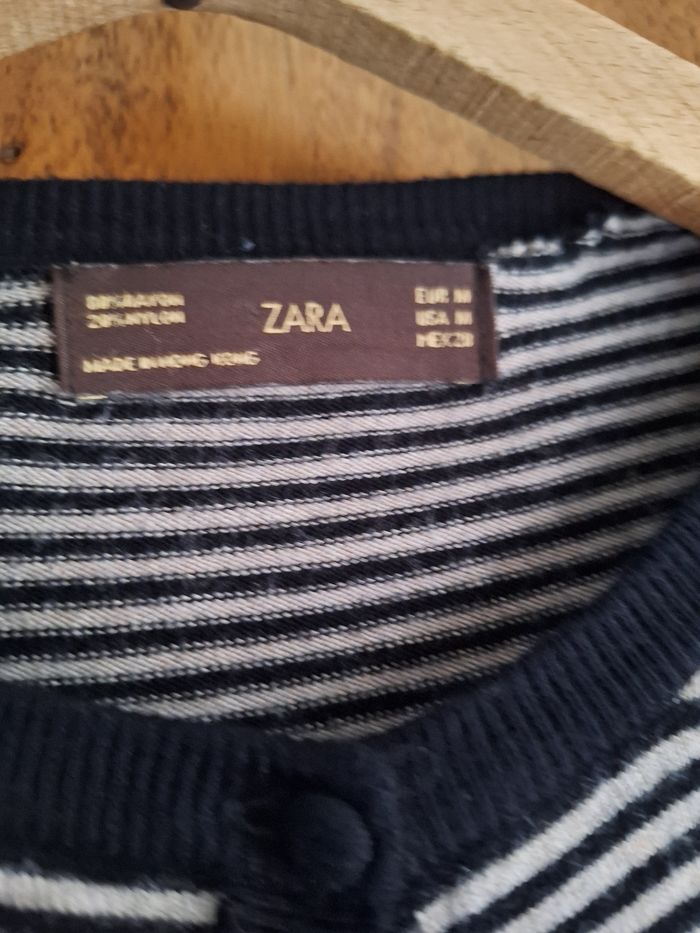 80% RAYON
20% NYLON
MADE IN HONG KONG
ZARA
EUR M
USA M
MEX 28